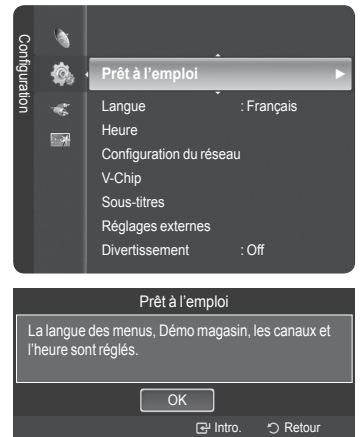 Configuration
Prêt à l'emploi
Langue : Français
Heure
Configuration du réseau
V-Chip
Sous-titres
Réglages externes
Divertissement : Off
Prêt à l'emploi
La langue des menus, Démo magasin, les canaux et
l'heure sont réglés.
OK
Intro. Retour